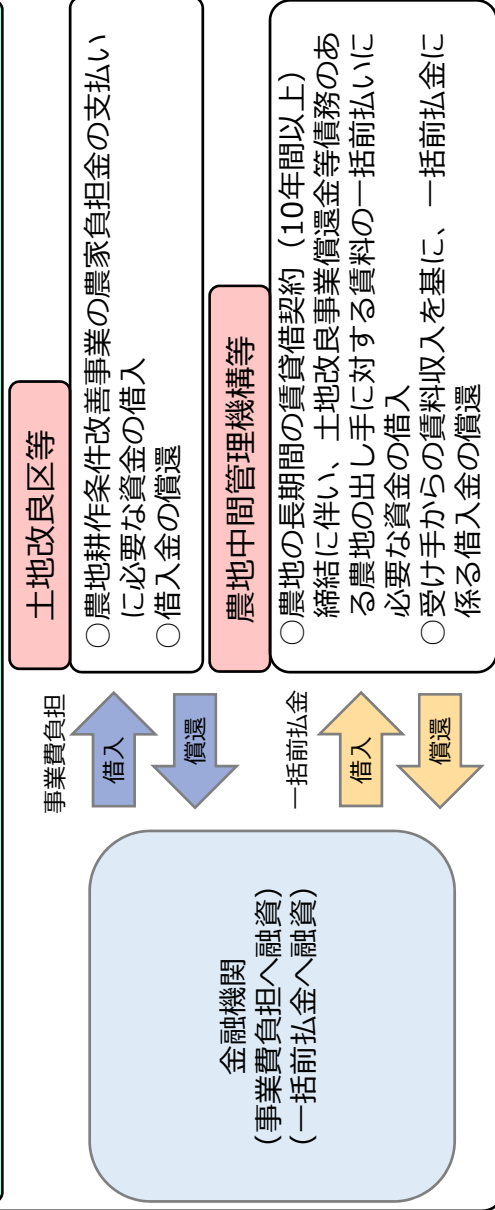 金融機関
(事業費負担へ融資)
(一括前払金へ融資)
事業費負担
借入
償還
一括前払金
借入
償還
土地改良区等
○農地耕作条件改善事業の農家負担金の支払い
に必要な資金の借入
○借入金の償還
農地中間管理機構等
○農地の長期間の賃貸借契約（10年間以上）
締結に伴い、土地改良事業償還金等債務のあ
る農地の出し手に対する賃料の一括前払いに
必要な資金の借入
○受け手からの賃料収入を基に、一括前払金に
係る借入金の償還